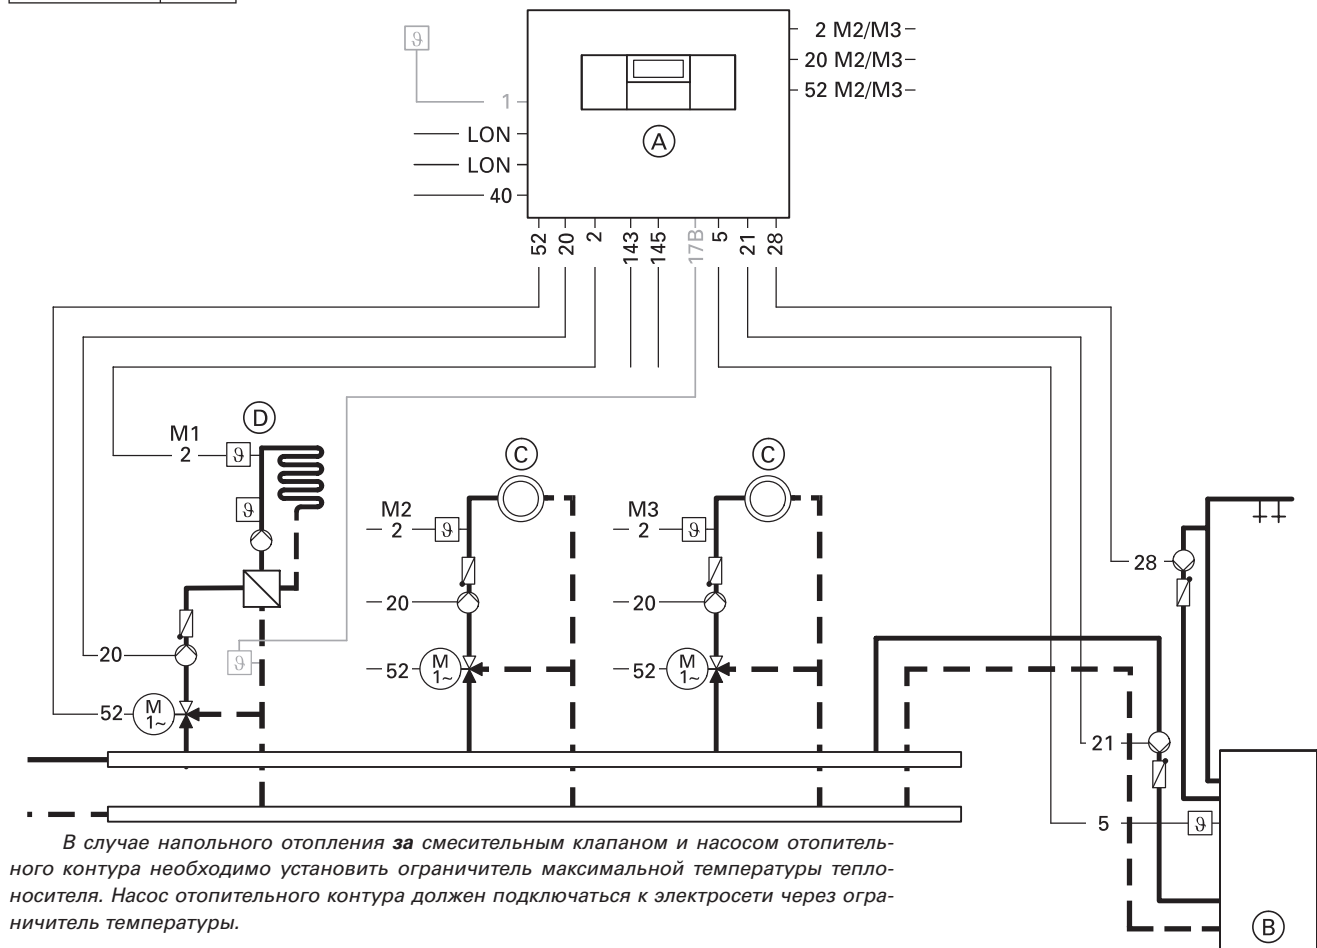 ϑ
2 M2/M3
20 M2/M3
52 M2/M3
1
LON
LON
40
A
52
20
2
143
145
17B
5
21
28
D
M1
2
ϑ
ϑ
20
ϑ
52
M
1~
C
M2
2
ϑ
20
52
M
1~
C
M3
2
ϑ
20
52
M
1~
28
21
5
ϑ
B
В случае напольного отопления за смесительным клапаном и насосом отопитель-
ного контура необходимо установить ограничитель максимальной температуры тепло-
носителя. Насос отопительного контура должен подключаться к электросети через огра-
ничитель температуры.